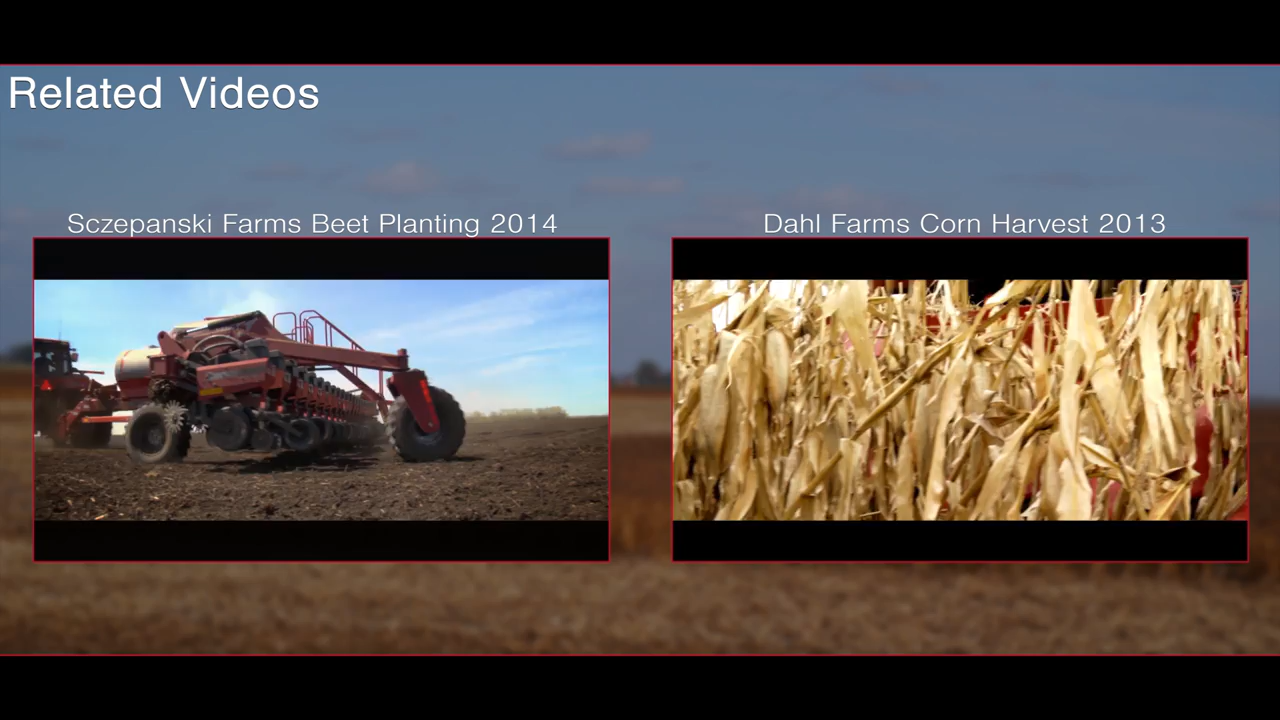 Related Videos
Sczepanski Farms Beet Planting 2014
Dahl Farms Corn Harvest 2013